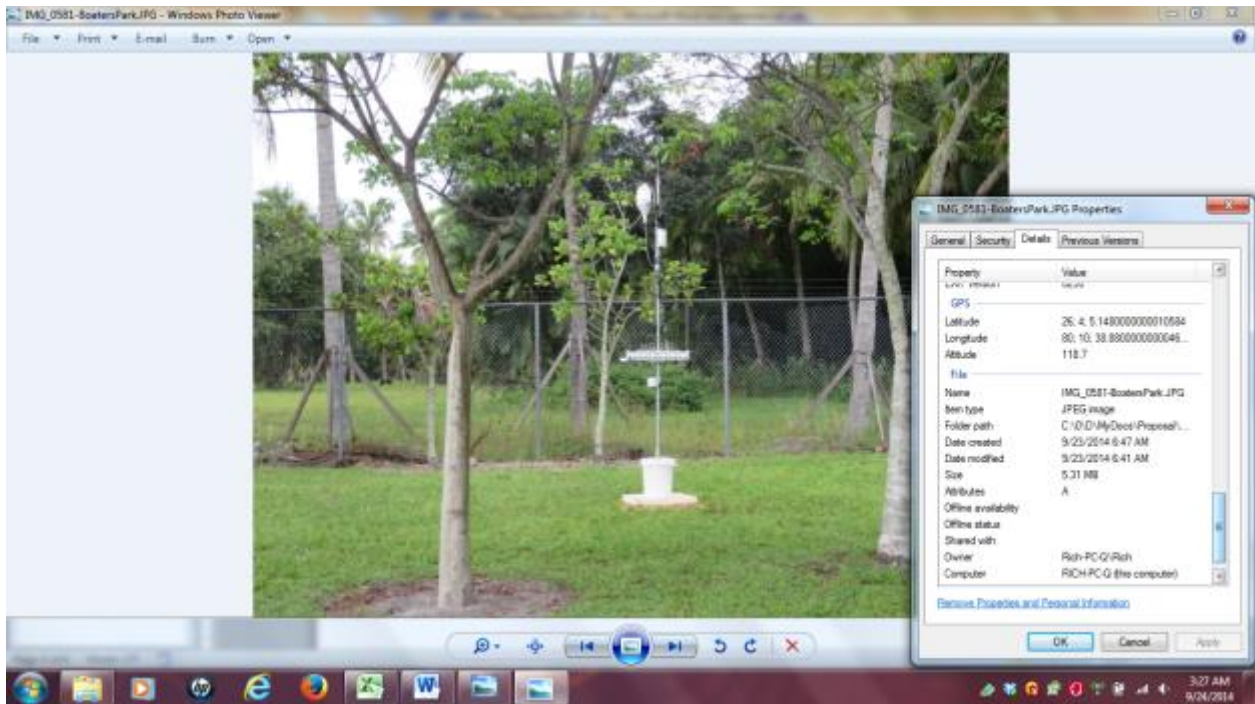 IMG_0581-BoatersPark.JPG - Windows Photo Viewer
File Print E-mail Burn Open
IMG_0581-BoatersPark.JPG Properties
General Security Details Previous Versions
Property Value
GPS
Latitude 26; 4; 5.1480000000010584
Longitude 80; 10; 38.8800000000046...
Altitude 118.7
File
Name IMG_0581-BoatersPark.JPG
Item type JPEG image
Folder path C:\D\D\MyDocs\Proposal\...
Date created 9/23/2014 6:47 AM
Date modified 9/23/2014 6:41 AM
Size 5.31 MB
Attributes A
Offline availability
Offline status
Shared with
Owner Rich-PC-Q\Rich
Computer RICH-PC-Q (this computer)
Remove Properties and Personal Information
OK Cancel Apply
3:27 AM
9/24/2014